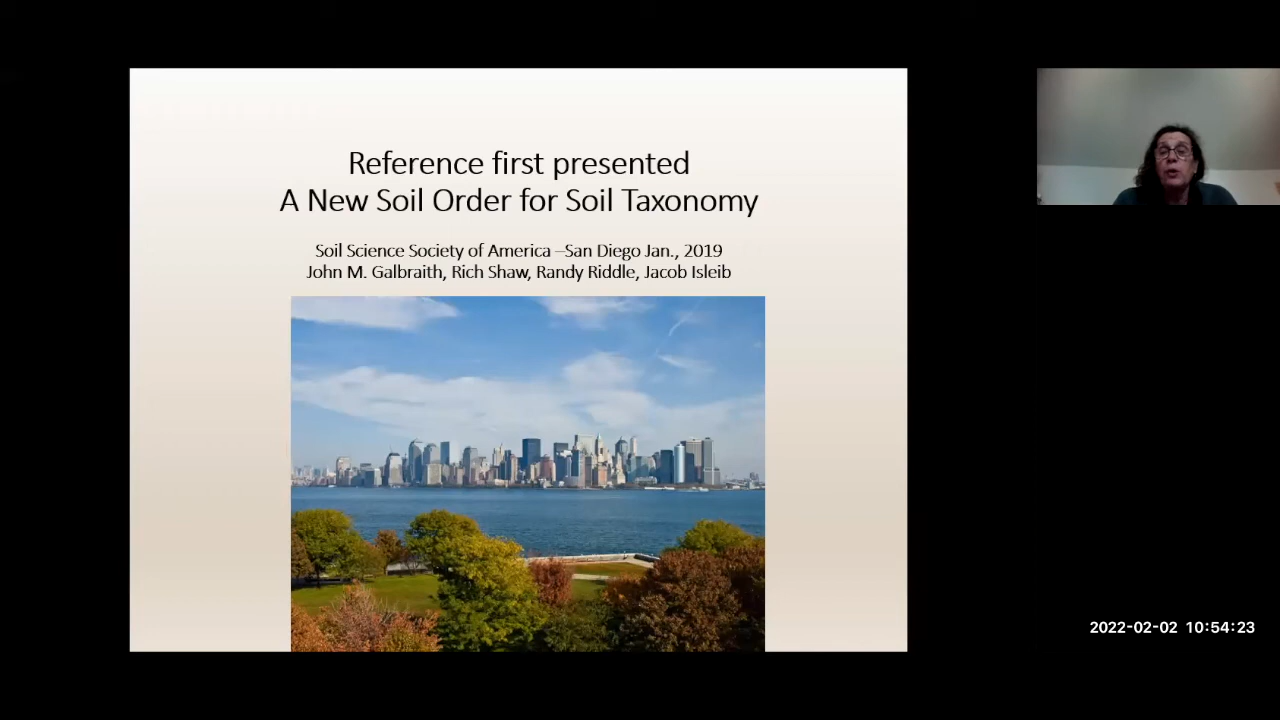 Reference first presented
A New Soil Order for Soil Taxonomy
Soil Science Society of America –San Diego Jan., 2019
John M. Galbraith, Rich Shaw, Randy Riddle, Jacob Isleib
2022-02-02 10:54:23